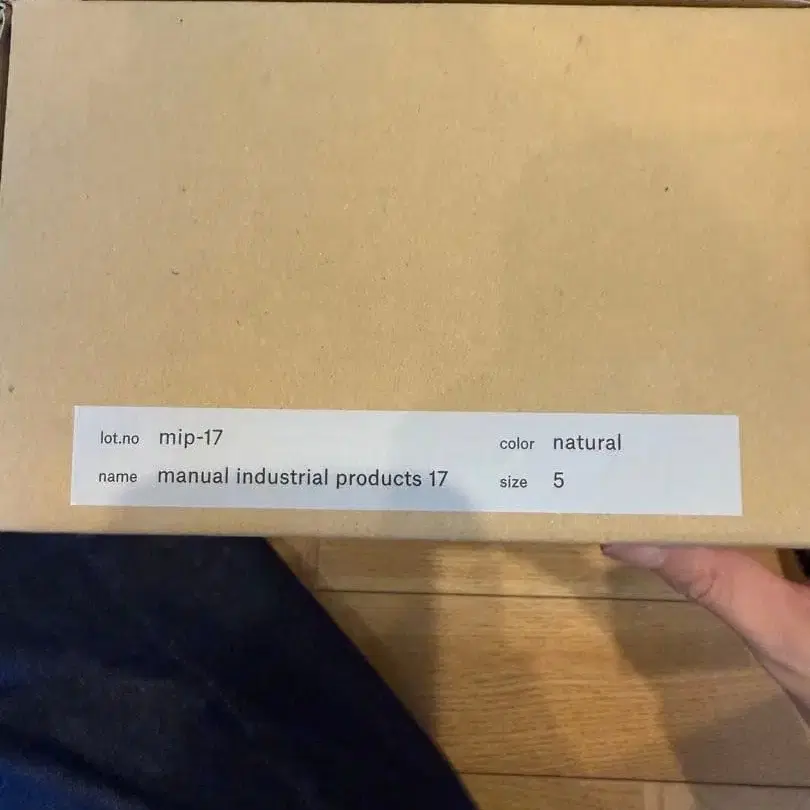 lot.no mip-17 color natural
name manual industrial products 17 size 5